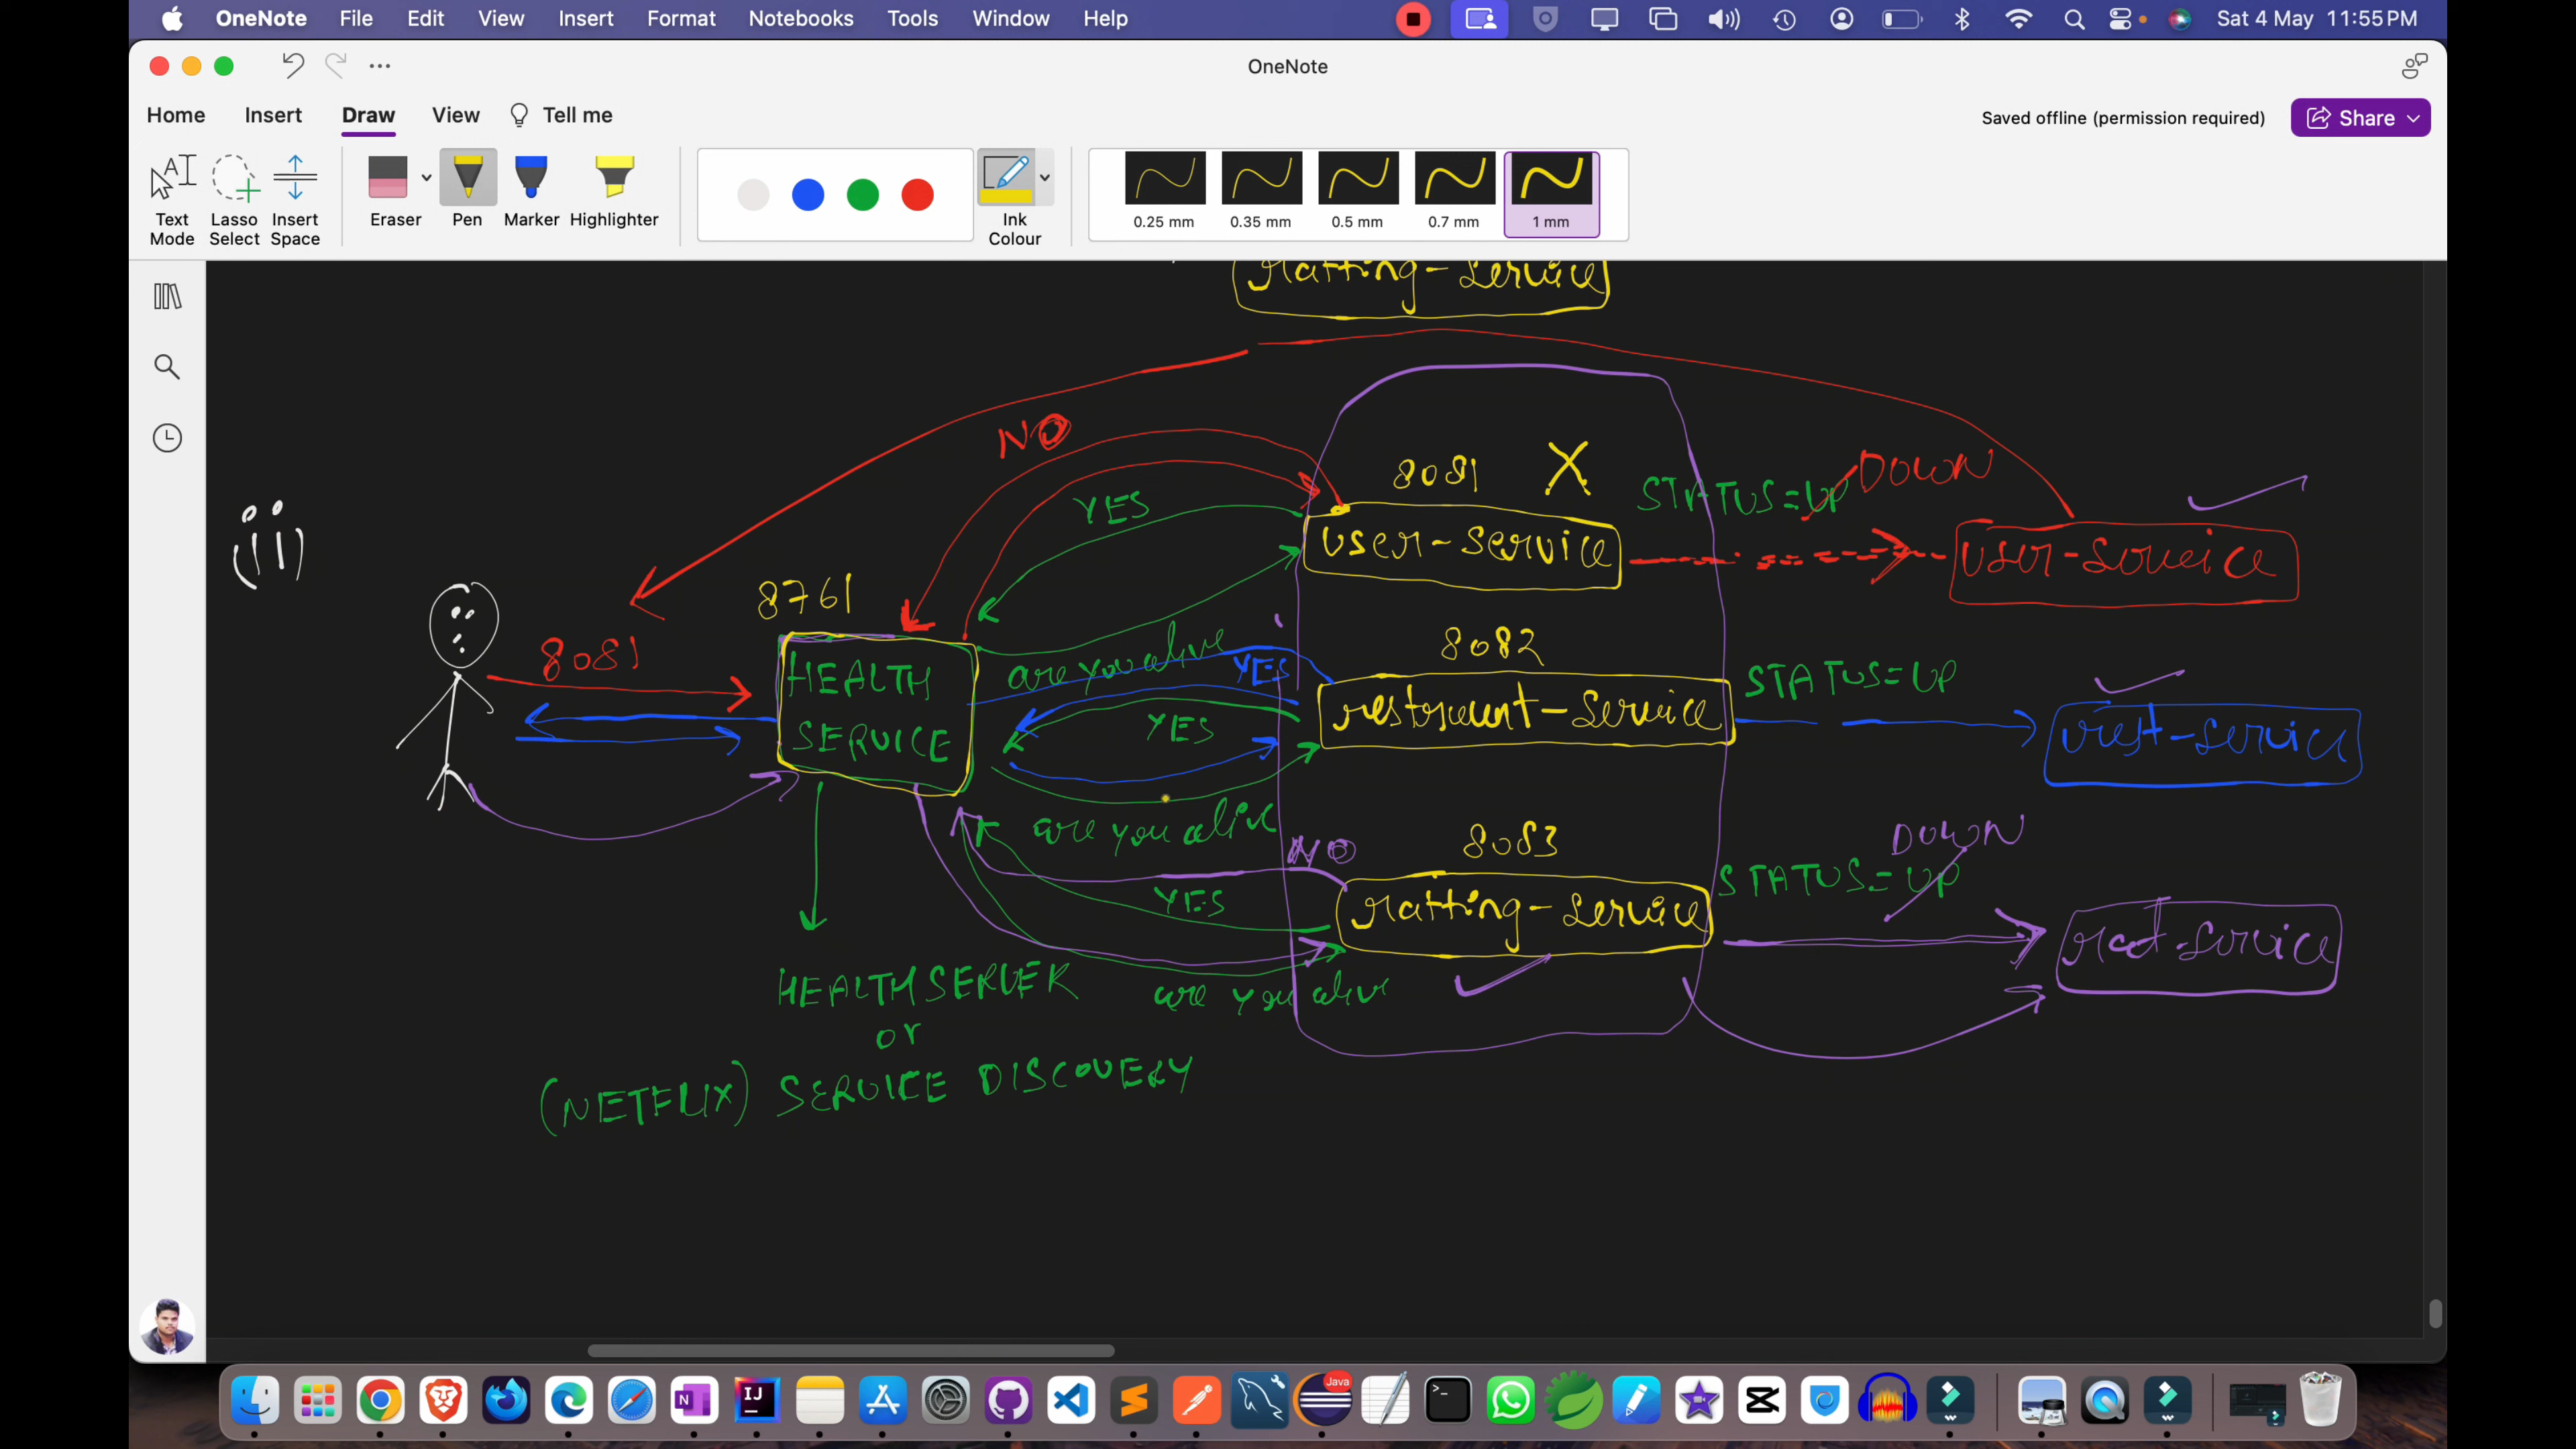 OneNote File Edit View Insert Format Notebooks Tools Window Help Sat 4 May 11:55 PM
OneNote
Home Insert Draw View Tell me Saved offline (permission required) Share
Text Mode
Lasso Select
Insert Space
Eraser
Pen
Marker
Highlighter
Ink Colour
0.25 mm
0.35 mm
0.5 mm
0.7 mm
1 mm
ratting-service
NO
8081 X
STATUS=UP DOWN
YES
user-service
user-service
8761
8081
HEALTH
SERVICE
are you alive
YES
8082
STATUS=UP
restaurant-service
rest-service
YES
are you alive
NO
8083
DOWN
STATUS=UP
YES
ratting-service
rat-service
HEALTH SERVER
are you alive
or
(NETFLIX) SERVICE DISCOVERY
IJ
Java